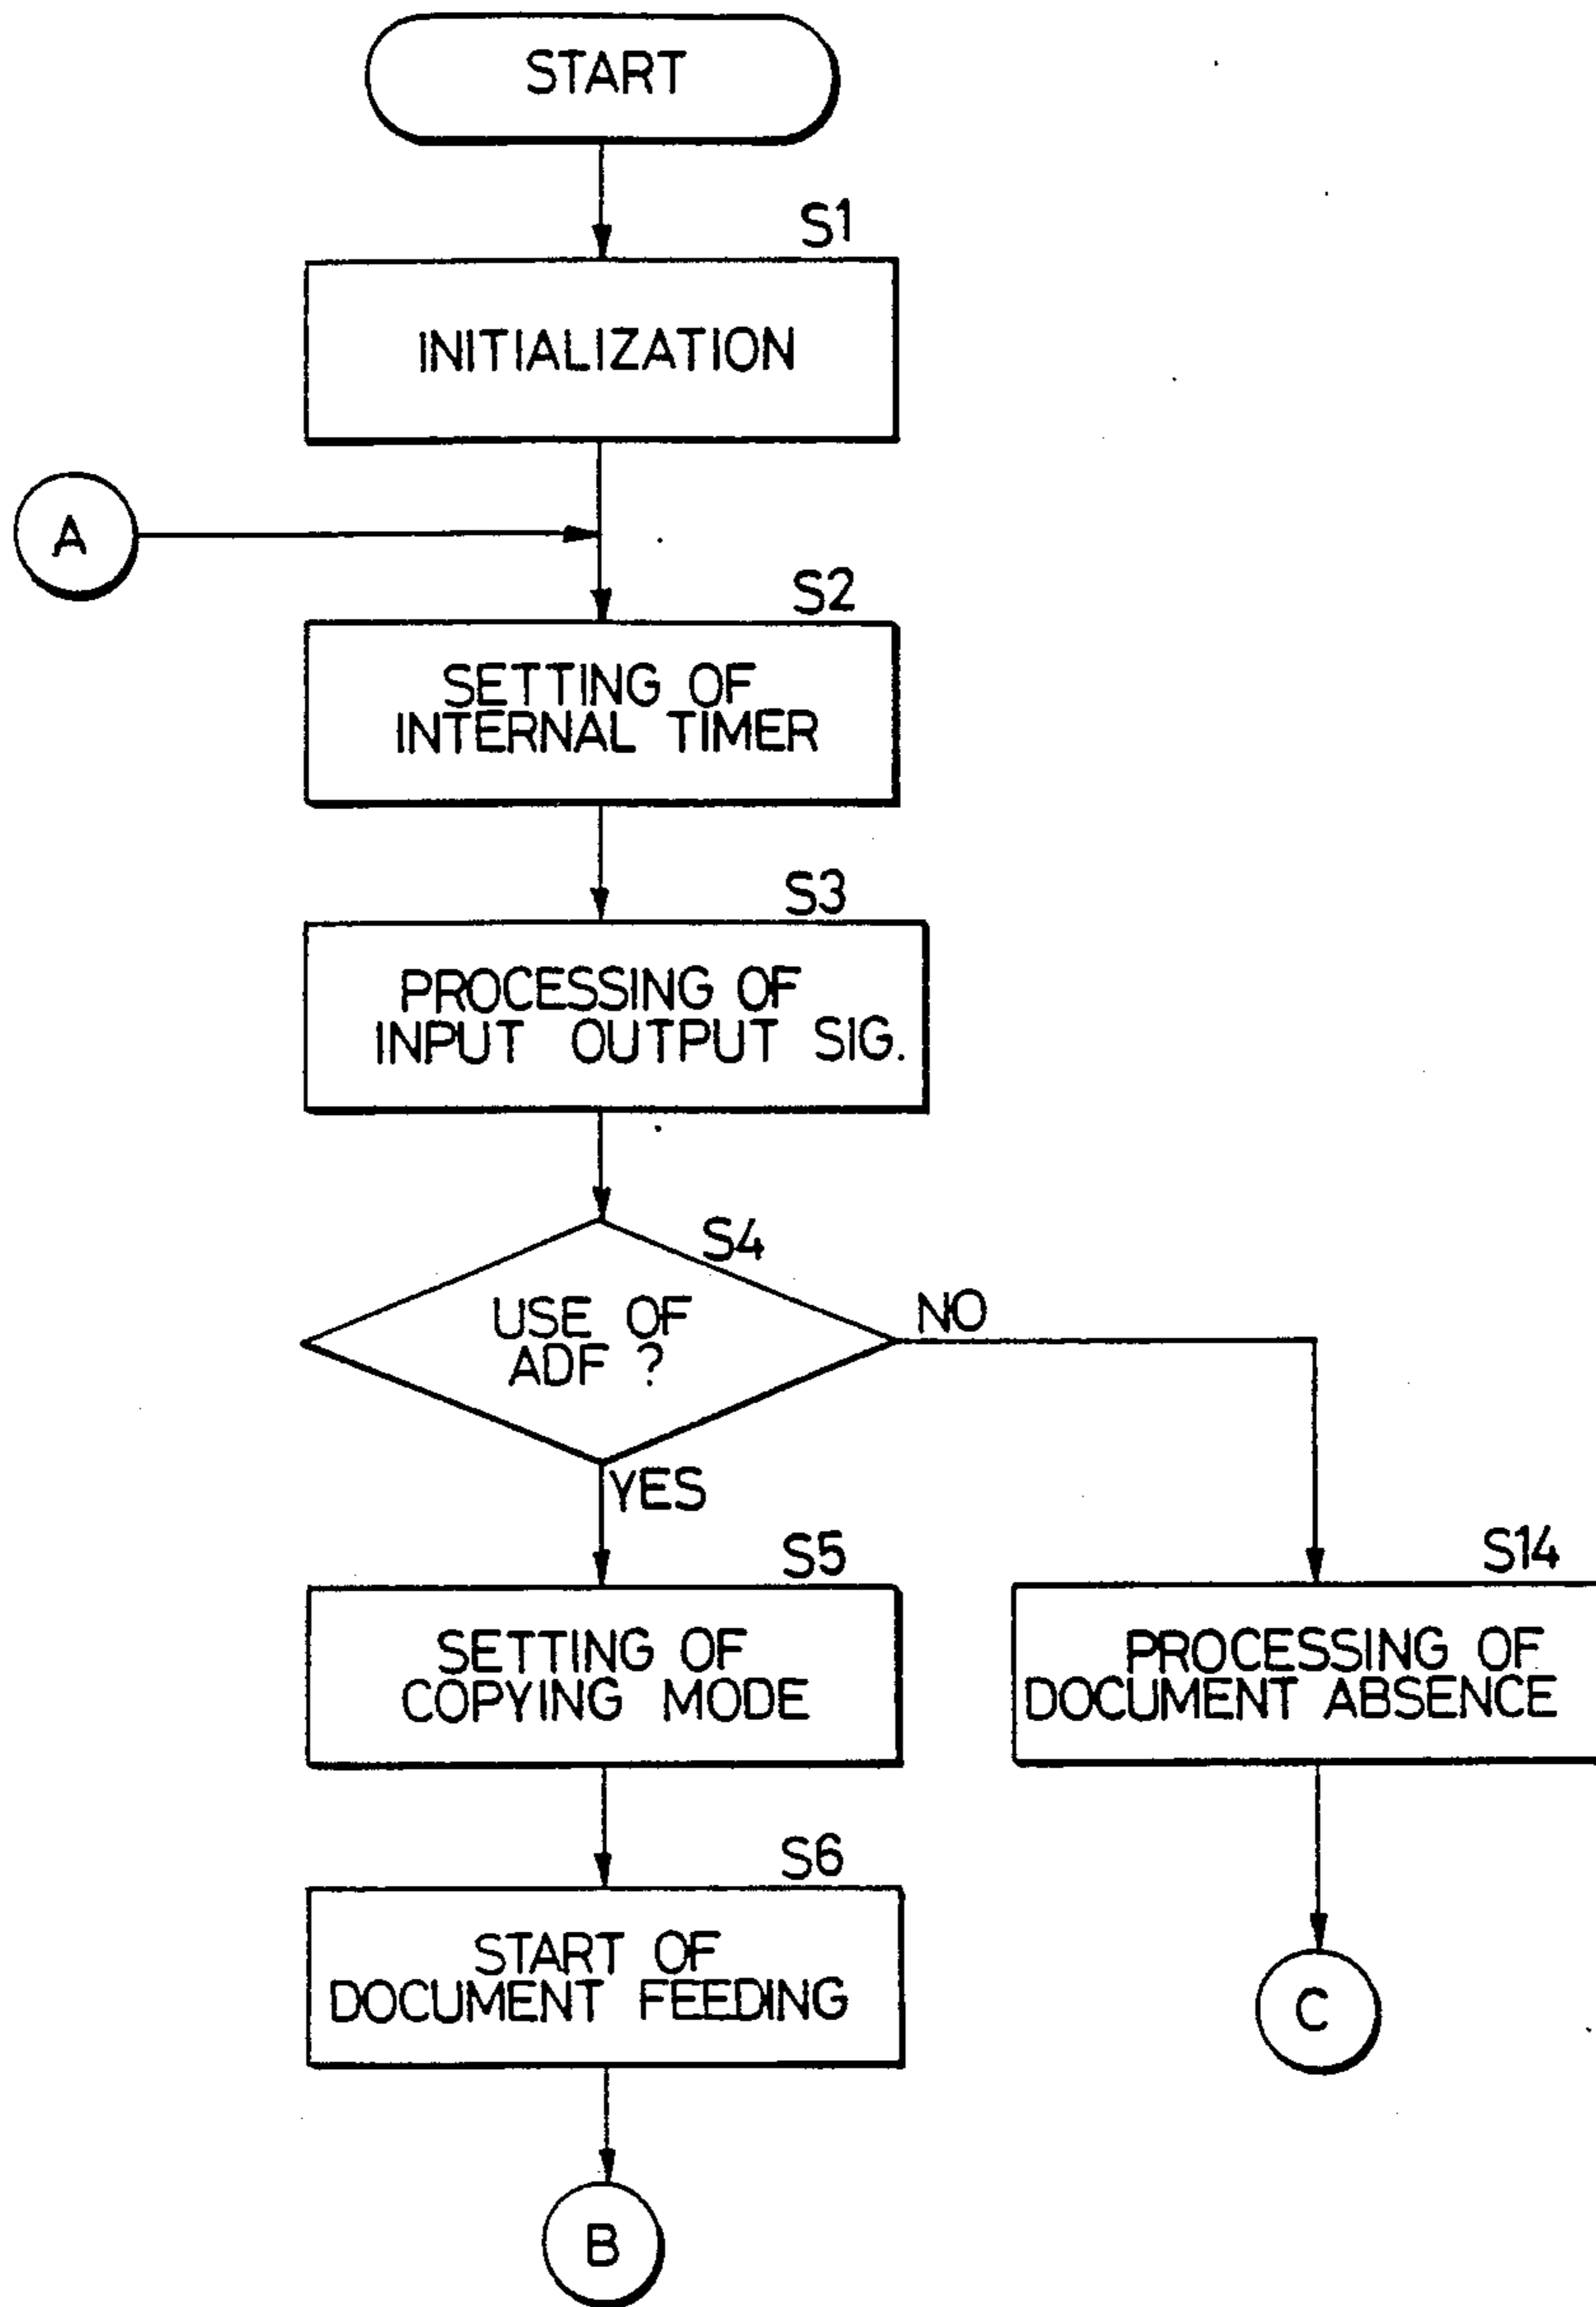 START
S1
INITIALIZATION
A
S2
SETTING OF
INTERNAL TIMER
S3
PROCESSING OF
INPUT OUTPUT SIG.
S4
USE OF
ADF ?
NO
YES
S5
SETTING OF
COPYING MODE
S14
PROCESSING OF
DOCUMENT ABSENCE
S6
START OF
DOCUMENT FEEDING
C
B